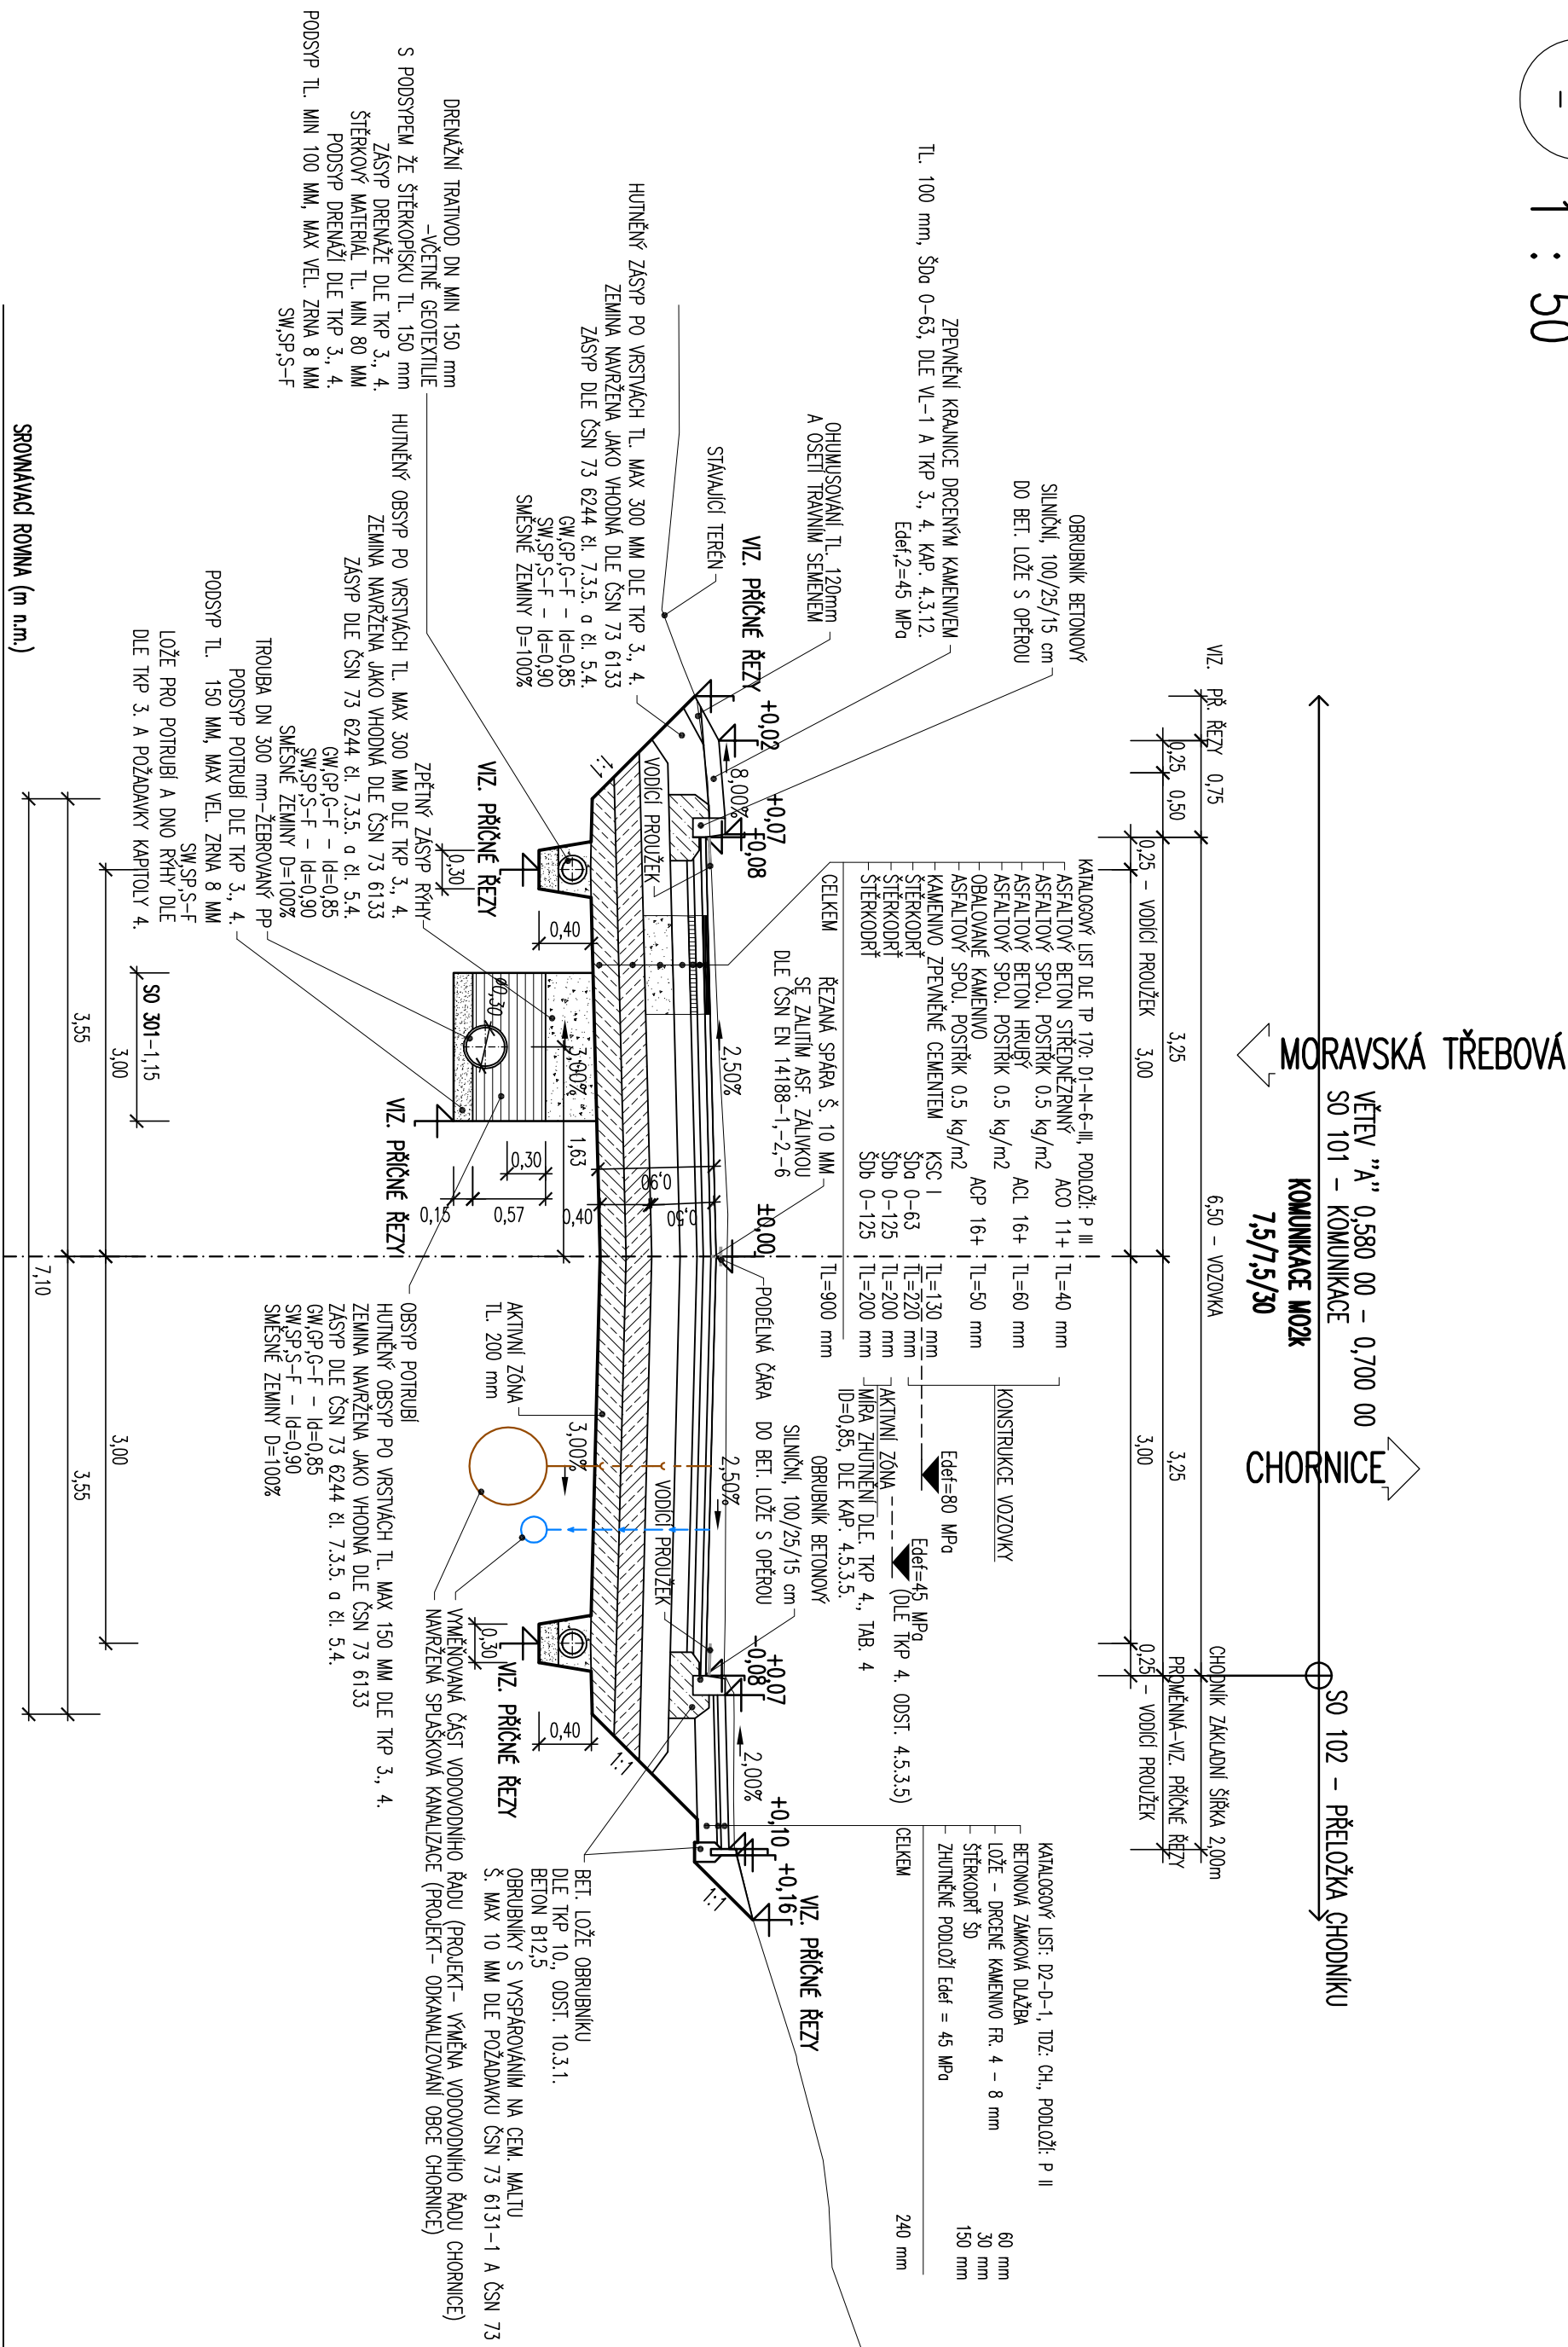 1 : 50
MORAVSKÁ TŘEBOVÁ
CHORNICE
VĚTEV "A" 0,580 00 - 0,700 00
SO 101 - KOMUNIKACE
KOMUNIKACE MO2k
7,5/7,5/30
SO 102 - PŘELOŽKA CHODNÍKU
VIZ. PŘ. ŘEZY
0,75
6,50 - VOZOVKA
CHODNÍK ZÁKLADNÍ ŠÍŘKA 2,00m
0,25
0,50
3,25
3,25
PROMĚNNÁ-VIZ. PŘÍČNÉ ŘEZY
0,25 - VODÍCÍ PROUŽEK
3,00
3,00
0,25 - VODÍCÍ PROUŽEK
OBRUBNÍK BETONOVÝ
SILNIČNÍ, 100/25/15 cm
DO BET. LOŽE S OPĚROU
ZPEVNĚNÍ KRAJNICE DRCENÝM KAMENIVEM
TL. 100 mm, ŠDa 0-63, DLE VL-1 A TKP 3., 4. KAP. 4.3.12.
Edef,2=45 MPa
OHUMUSOVÁNÍ TL. 120mm
A OSETÍ TRAVNÍM SEMENEM
STÁVAJÍCÍ TERÉN
HUTNĚNÝ ZÁSYP PO VRSTVÁCH TL. MAX 300 MM DLE TKP 3., 4.
ZEMINA NAVRŽENA JAKO VHODNÁ DLE ČSN 73 6133
ZÁSYP DLE ČSN 73 6244 čl. 7.3.5. a čl. 5.4.
GW,GP,G-F - Id=0,85
SW,SP,S-F - Id=0,90
SMĚSNÉ ZEMINY D=100%
KATALOGOVÝ LIST DLE TP 170: D1-N-6-III, PODLOŽÍ: P III
ASFALTOVÝ BETON STŘEDNĚZRNNÝ ACO 11+ TL=40 mm
ASFALTOVÝ SPOJ. POSTŘIK 0.5 kg/m2
ASFALTOVÝ BETON HRUBÝ ACL 16+ TL=60 mm
ASFALTOVÝ SPOJ. POSTŘIK 0.5 kg/m2
OBALOVANÉ KAMENIVO ACP 16+ TL=50 mm
ASFALTOVÝ SPOJ. POSTŘIK 0.5 kg/m2
KAMENIVO ZPEVNĚNÉ CEMENTEM KSC I TL=130 mm
ŠTĚRKODRŤ ŠDa 0-63 TL=220 mm
ŠTĚRKODRŤ ŠDb 0-125 TL=200 mm
ŠTĚRKODRŤ ŠDb 0-125 TL=200 mm
CELKEM TL=900 mm
KONSTRUKCE VOZOVKY
Edef=80 MPa
Edef=45 MPa
(DLE TKP 4. ODST. 4.5.3.5)
AKTIVNÍ ZÓNA
MÍRA ZHUTNĚNÍ DLE. TKP 4., TAB. 4
ID=0,85, DLE KAP. 4.5.3.5.
ŘEZANÁ SPÁRA Š. 10 MM
SE ZALITÍM ASF. ZÁLIVKOU
DLE ČSN EN 14188-1,-2,-6
PODÉLNÁ ČÁRA
OBRUBNÍK BETONOVÝ
SILNIČNÍ, 100/25/15 cm
DO BET. LOŽE S OPĚROU
KATALOGOVÝ LIST: D2-D-1, TDZ: CH., PODLOŽÍ: P II
BETONOVÁ ZÁMKOVÁ DLAŽBA 60 mm
LOŽE - DRCENÉ KAMENIVO FR. 4 - 8 mm 30 mm
ŠTĚRKODRŤ ŠD 150 mm
ZHUTNĚNÉ PODLOŽÍ Edef = 45 MPa
CELKEM 240 mm
VIZ. PŘÍČNÉ ŘEZY
+0,02
8,00%
+0,07
-0,08
2,50%
±0,00
2,50%
+0,07
-0,08
2,00%
+0,10
+0,16
VIZ. PŘÍČNÉ ŘEZY
VODÍCÍ PROUŽEK
VODÍCÍ PROUŽEK
1:1
1:1
1:1
0,90
0,50
0,40
3,00%
3,00%
1,63
0,30
0,40
0,30
0,40
Ø0,30
0,30
0,57
0,15
VIZ. PŘÍČNÉ ŘEZY
VIZ. PŘÍČNÉ ŘEZY
VIZ. PŘÍČNÉ ŘEZY
AKTIVNÍ ZÓNA
TL. 200 mm
DRENÁŽNÍ TRATIVOD DN MIN 150 mm
-VČETNĚ GEOTEXTILIE
S PODSYPEM ŽE ŠTĚRKOPÍSKU TL. 150 mm
ZÁSYP DRENÁŽE DLE TKP 3., 4.
ŠTĚRKOVÝ MATERIÁL TL. MIN 80 MM
PODSYP DRENÁŽÍ DLE TKP 3., 4.
PODSYP TL. MIN 100 MM, MAX VEL. ZRNA 8 MM
SW,SP,S-F
ZPĚTNÝ ZÁSYP RÝHY
HUTNĚNÝ OBSYP PO VRSTVÁCH TL. MAX 300 MM DLE TKP 3., 4.
ZEMINA NAVRŽENA JAKO VHODNÁ DLE ČSN 73 6133
ZÁSYP DLE ČSN 73 6244 čl. 7.3.5. a čl. 5.4.
GW,GP,G-F - Id=0,85
SW,SP,S-F - Id=0,90
SMĚSNÉ ZEMINY D=100%
TROUBA DN 300 mm-ŽEBROVANÝ PP
PODSYP POTRUBÍ DLE TKP 3., 4.
PODSYP TL. 150 MM, MAX VEL. ZRNA 8 MM
SW,SP,S-F
LOŽE PRO POTRUBÍ A DNO RÝHY DLE
DLE TKP 3. A POŽADAVKY KAPITOLY 4.
OBSYP POTRUBÍ
HUTNĚNÝ OBSYP PO VRSTVÁCH TL. MAX 150 MM DLE TKP 3., 4.
ZEMINA NAVRŽENA JAKO VHODNÁ DLE ČSN 73 6133
ZÁSYP DLE ČSN 73 6244 čl. 7.3.5. a čl. 5.4.
GW,GP,G-F - Id=0,85
SW,SP,S-F - Id=0,90
SMĚSNÉ ZEMINY D=100%
BET. LOŽE OBRUBNÍKU
DLE TKP 10., ODST. 10.3.1.
BETON B12,5
OBRUBNÍKY S VYSPÁROVÁNÍM NA CEM. MALTU
Š. MAX 10 MM DLE POŽADAVKU ČSN 73 6131-1 A ČSN 73
VYMĚŇOVANÁ ČÁST VODOVODNÍHO ŘADU (PROJEKT- VÝMĚNA VODOVODNÍHO ŘADU CHORNICE)
NAVRŽENÁ SPLAŠKOVÁ KANALIZACE (PROJEKT- ODKANALIZOVÁNÍ OBCE CHORNICE)
SO 301-1,15
3,00
3,00
3,55
3,55
7,10
SROVNÁVACÍ ROVINA (m n.m.)